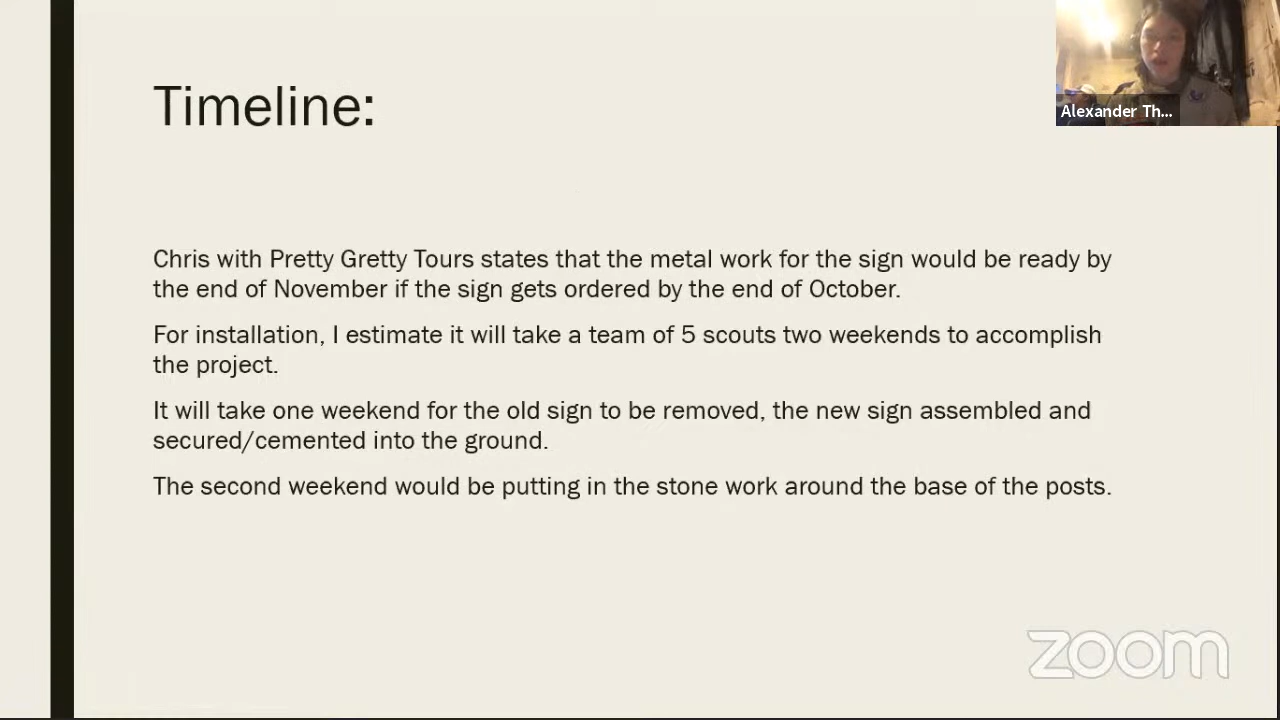 Timeline:
Alexander Th...
Chris with Pretty Gretty Tours states that the metal work for the sign would be ready by
the end of November if the sign gets ordered by the end of October.
For installation, I estimate it will take a team of 5 scouts two weekends to accomplish
the project.
It will take one weekend for the old sign to be removed, the new sign assembled and
secured/cemented into the ground.
The second weekend would be putting in the stone work around the base of the posts.
zoom